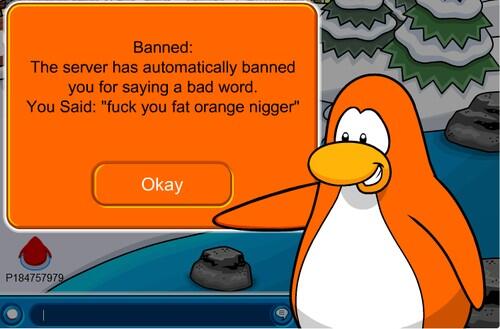 Banned:
The server has automatically banned
you for saying a bad word.
You Said: "fuck you fat orange nigger"
Okay
P184757979